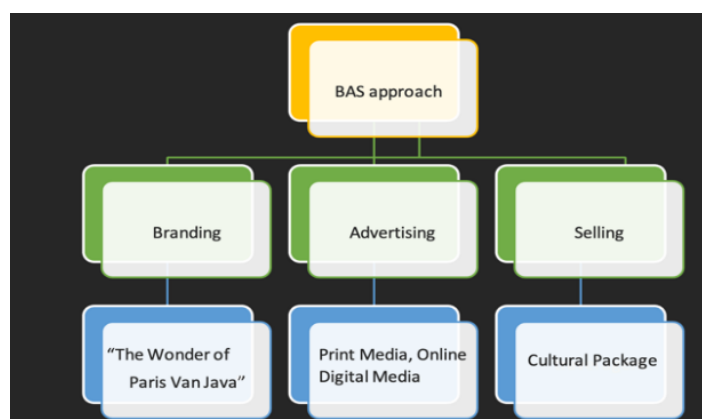 BAS approach
Branding
Advertising
Selling
“The Wonder of
Paris Van Java”
Print Media, Online
Digital Media
Cultural Package